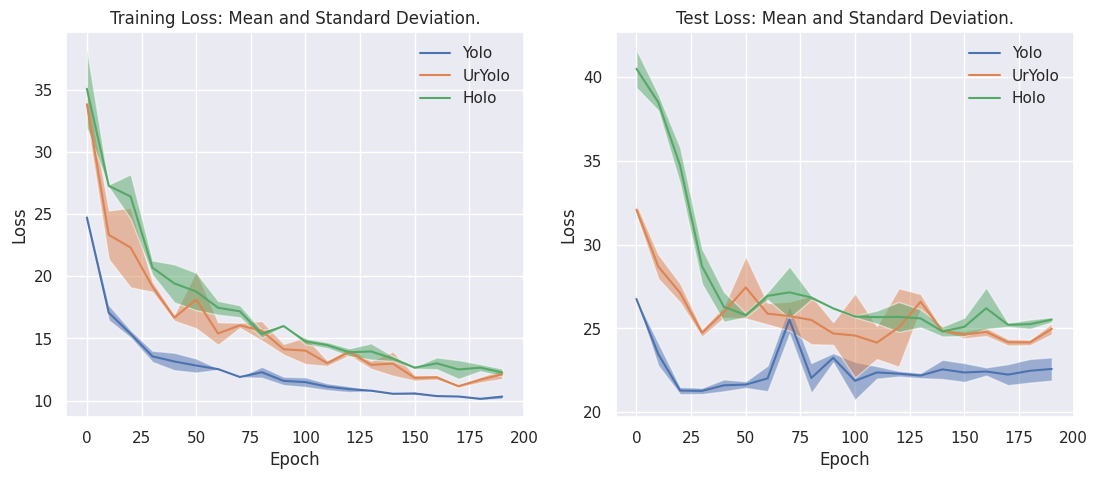 Training Loss: Mean and Standard Deviation.
Yolo
UrYolo
Holo
35
30
25
20
15
10
Loss
0 25 50 75 100 125 150 175 200
Epoch
Test Loss: Mean and Standard Deviation.
Yolo
UrYolo
Holo
40
35
30
25
20
Loss
0 25 50 75 100 125 150 175 200
Epoch